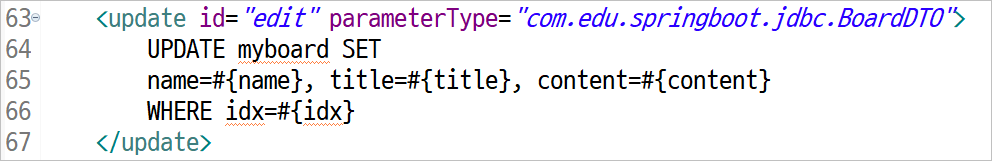 63 <update id="edit" parameterType="com.edu.springboot.jdbc.BoardDTO">
64 UPDATE myboard SET
65 name=#{name}, title=#{title}, content=#{content}
66 WHERE idx=#{idx}
67 </update>